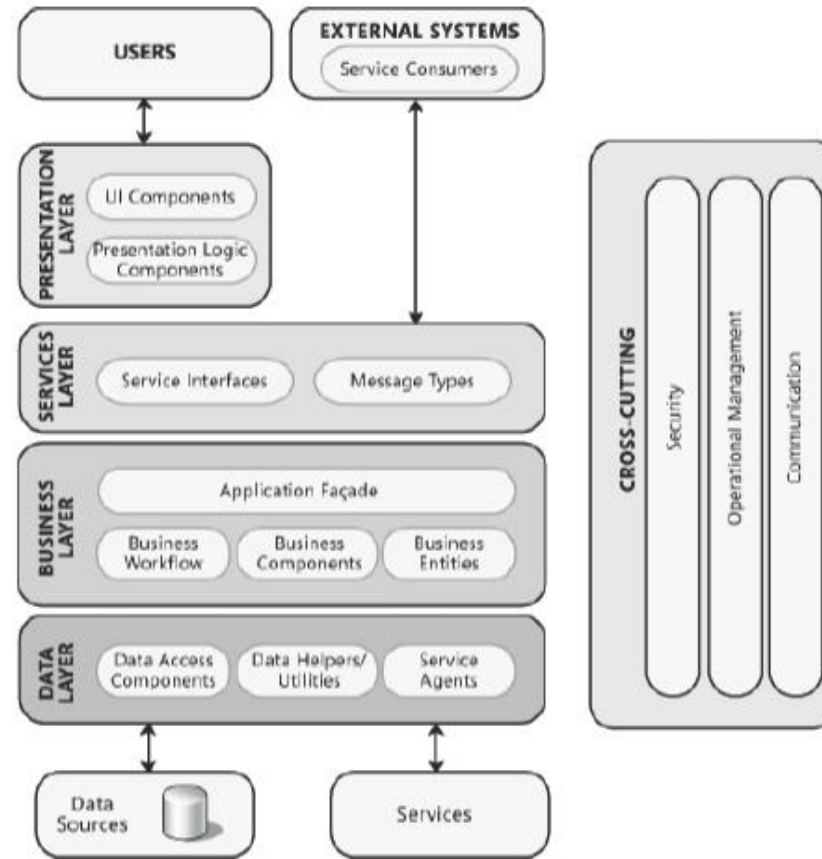 USERS
EXTERNAL SYSTEMS
Service Consumers
PRESENTATION
LAYER
UI Components
Presentation Logic
Components
SERVICES
LAYER
Service Interfaces
Message Types
BUSINESS
LAYER
Application Façade
Business
Workflow
Business
Components
Business
Entities
DATA
LAYER
Data Access
Components
Data Helpers/
Utilities
Service
Agents
Data
Sources
Services
CROSS-CUTTING
Security
Operational Management
Communication